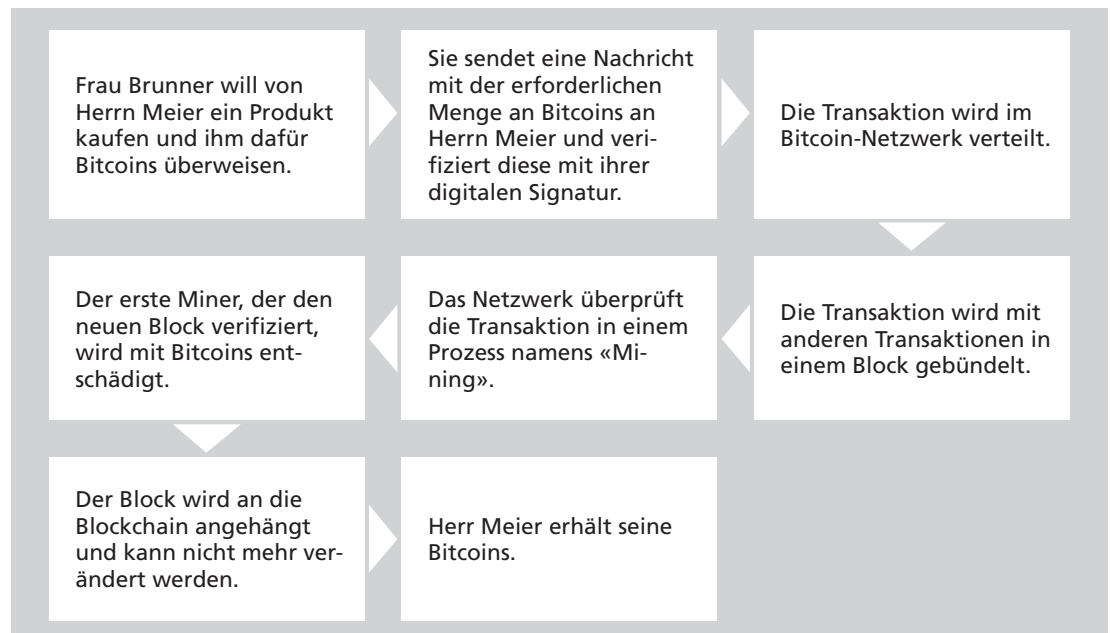 Frau Brunner will von
Herrn Meier ein Produkt
kaufen und ihm dafür
Bitcoins überweisen.
Sie sendet eine Nachricht
mit der erforderlichen
Menge an Bitcoins an
Herrn Meier und veri-
fiziert diese mit ihrer
digitalen Signatur.
Die Transaktion wird im
Bitcoin-Netzwerk verteilt.
Die Transaktion wird mit
anderen Transaktionen in
einem Block gebündelt.
Das Netzwerk überprüft
die Transaktion in einem
Prozess namens «Mi-
ning».
Der erste Miner, der den
neuen Block verifiziert,
wird mit Bitcoins ent-
schädigt.
Der Block wird an die
Blockchain angehängt
und kann nicht mehr ver-
ändert werden.
Herr Meier erhält seine
Bitcoins.